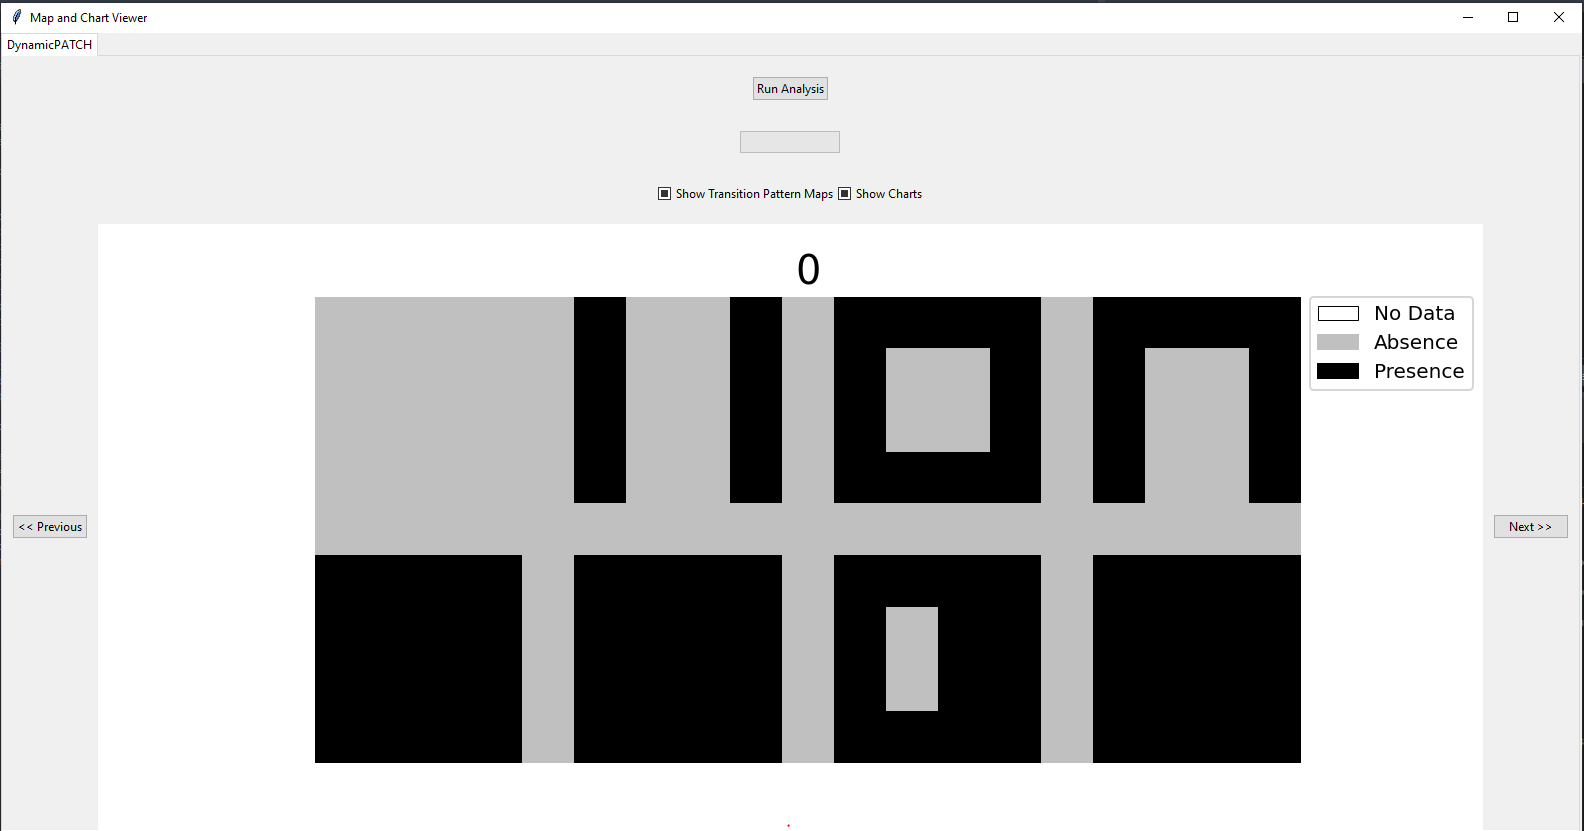 Map and Chart Viewer
DynamicPATCH
Run Analysis
Show Transition Pattern Maps Show Charts
0
No Data
Absence
Presence
<< Previous
Next >>